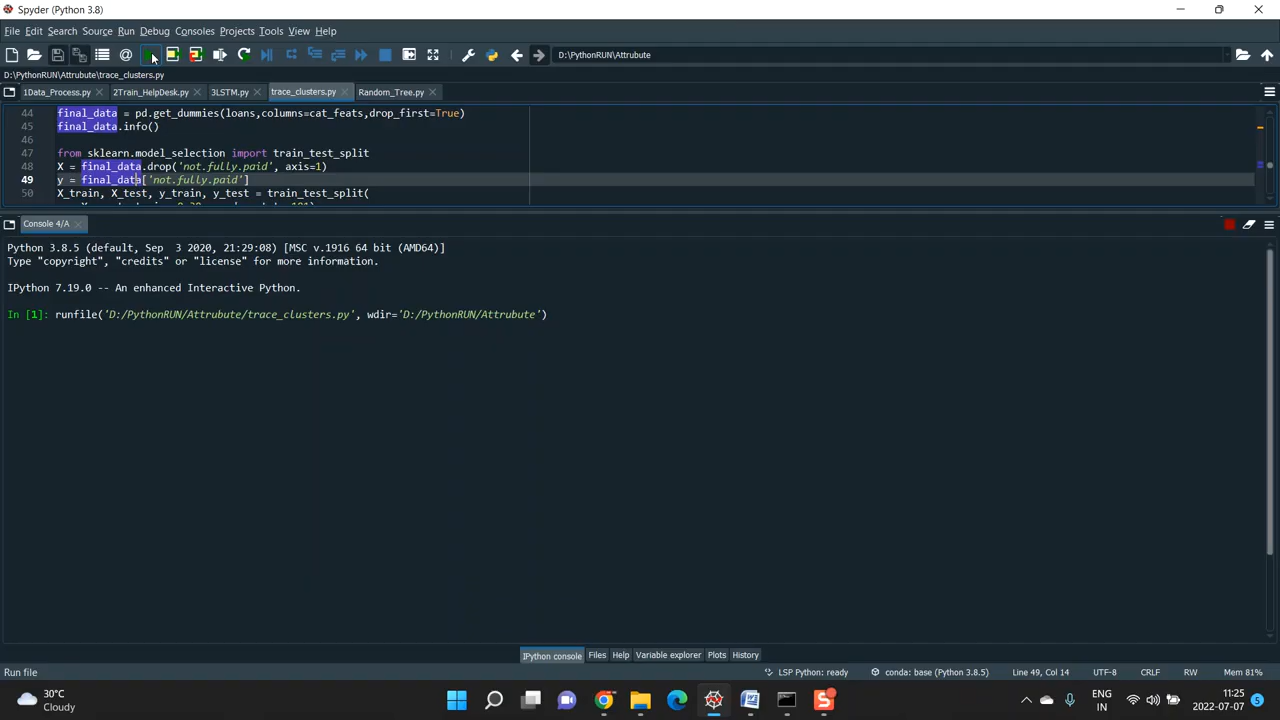 Spyder (Python 3.8)
File Edit Search Source Run Debug Consoles Projects Tools View Help
D:\PythonRUN\Attrubute
D:\PythonRUN\Attrubute\trace_clusters.py
1Data_Process.py 2Train_HelpDesk.py 3LSTM.py trace_clusters.py Random_Tree.py
44 final_data = pd.get_dummies(loans,columns=cat_feats,drop_first=True)
45 final_data.info()
46
47 from sklearn.model_selection import train_test_split
48 X = final_data.drop('not.fully.paid', axis=1)
49 y = final_data['not.fully.paid']
50 X_train, X_test, y_train, y_test = train_test_split(
Console 4/A
Python 3.8.5 (default, Sep 3 2020, 21:29:08) [MSC v.1916 64 bit (AMD64)]
Type "copyright", "credits" or "license" for more information.
IPython 7.19.0 -- An enhanced Interactive Python.
In [1]: runfile('D:/PythonRUN/Attrubute/trace_clusters.py', wdir='D:/PythonRUN/Attrubute')
IPython console Files Help Variable explorer Plots History
Run file LSP Python: ready conda: base (Python 3.8.5) Line 49, Col 14 UTF-8 CRLF RW Mem 81%
30°C
Cloudy
ENG
IN
11:25
2022-07-07
5